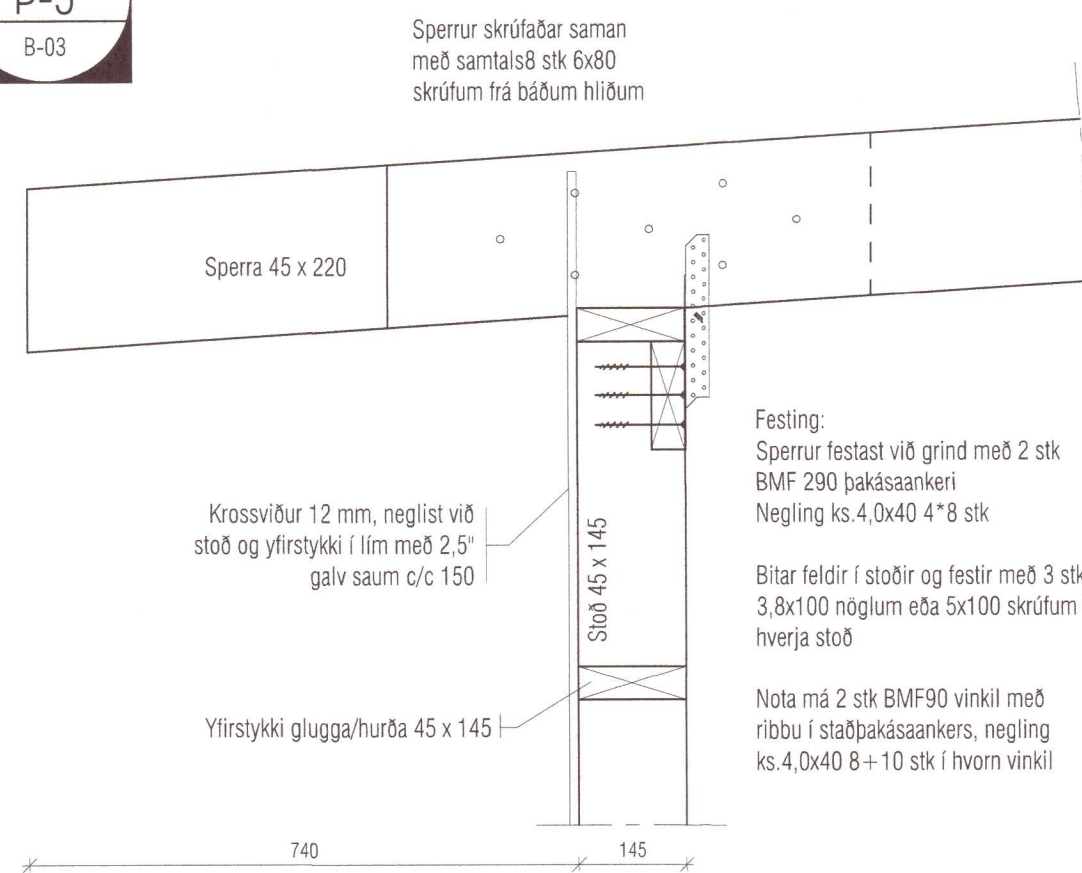 Þ-5
B-03
Sperrur skrúfaðar saman
með samtals8 stk 6x80
skrúfum frá báðum hliðum
Sperra 45 x 220
Festing:
Sperrur festast við grind með 2 stk
BMF 290 þakásaankeri
Negling ks.4,0x40 4*8 stk
Krossviður 12 mm, neglist við
stoð og yfirstykki í lím með 2,5"
galv saum c/c 150
Stoð 45 x 145
Bitar feldir í stoðir og festir með 3 stk
3,8x100 nöglum eða 5x100 skrúfum
hverja stoð
Yfirstykki glugga/hurða 45 x 145
Nota má 2 stk BMF90 vinkil með
ribbu í staðþakásaankers, negling
ks.4,0x40 8+10 stk í hvorn vinkil
740
145